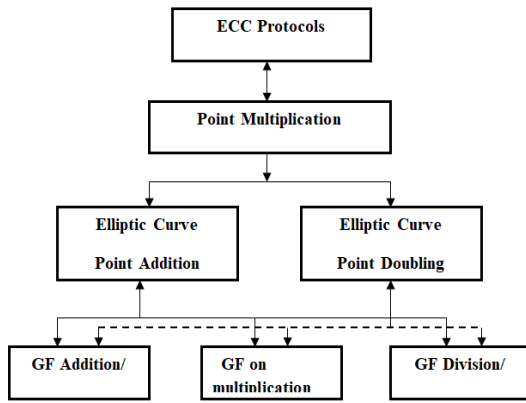 ECC Protocols
Point Multiplication
Elliptic Curve
Point Addition
Elliptic Curve
Point Doubling
GF Addition/
GF on
multiplication
GF Division/